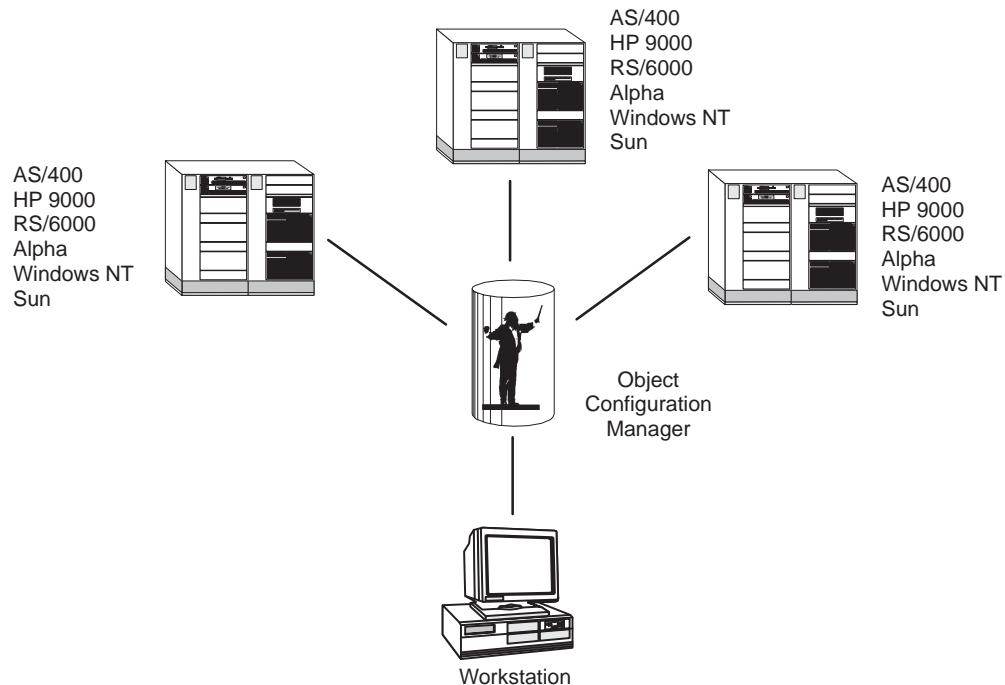 AS/400
HP 9000
RS/6000
Alpha
Windows NT
Sun
AS/400
HP 9000
RS/6000
Alpha
Windows NT
Sun
AS/400
HP 9000
RS/6000
Alpha
Windows NT
Sun
Object
Configuration
Manager
Workstation